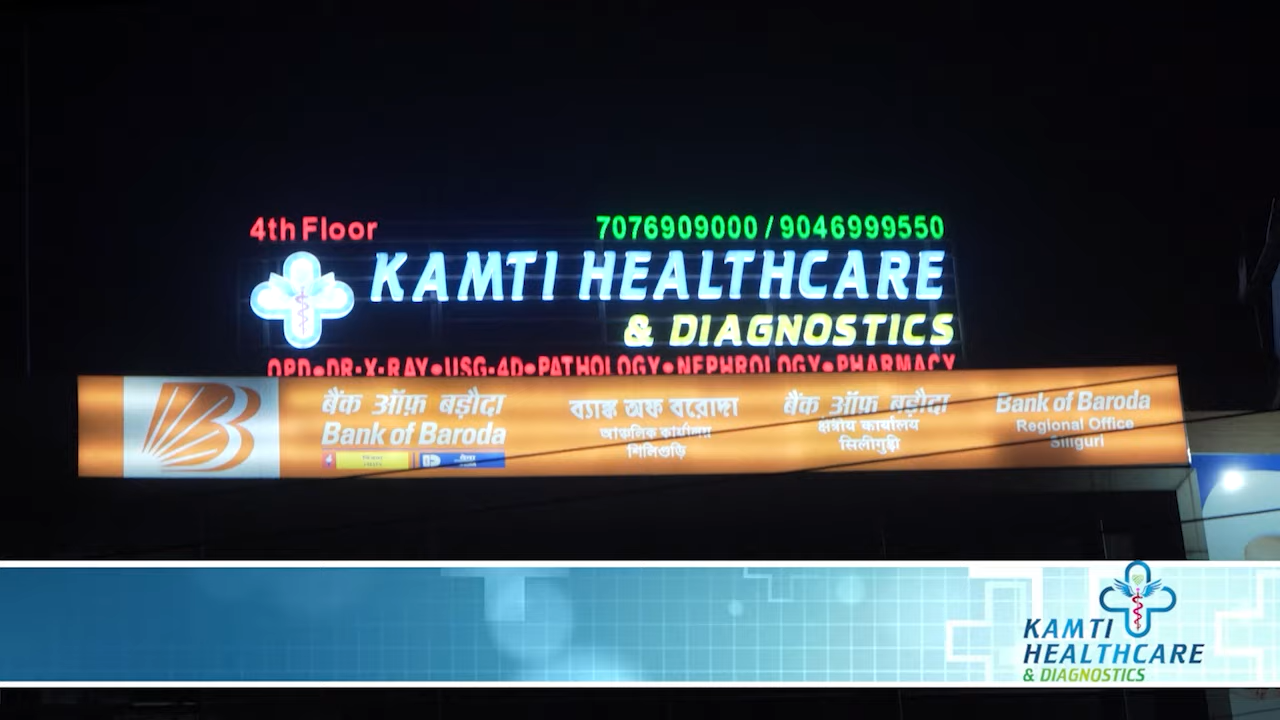 4th Floor
7076909000 / 9046999550
KAMTI HEALTHCARE
& DIAGNOSTICS
OPD•DR-X-RAY•USG-4D•PATHOLOGY•NEPHROLOGY•PHARMACY
बैंक ऑफ़ बड़ौदा
Bank of Baroda
ব্যাঙ্ক অফ বরোদা
আঞ্চলিক কার্যালয়
শিলিগুড়ি
बैंक ऑफ़ बड़ौदा
क्षेत्रीय कार्यालय
सिलीगुड़ी
Bank of Baroda
Regional Office
Siliguri
KAMTI
HEALTHCARE
& DIAGNOSTICS